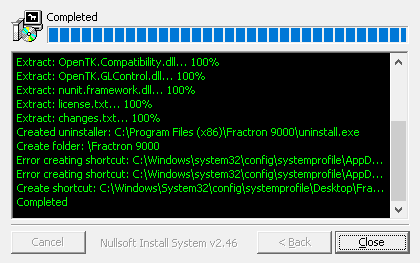 Completed
Extract: OpenTK.Compatibility.dll... 100%
Extract: OpenTK.GLControl.dll... 100%
Extract: nunit.framework.dll... 100%
Extract: license.txt... 100%
Extract: changes.txt... 100%
Created uninstaller: C:\Program Files (x86)\Fractron 9000\uninstall.exe
Create folder: \Fractron 9000
Error creating shortcut: C:\Windows\system32\config\systemprofile\AppD...
Error creating shortcut: C:\Windows\system32\config\systemprofile\AppD...
Create shortcut: C:\Windows\System32\config\systemprofile\Desktop\Fra...
Completed
Cancel Nullsoft Install System v2.46 < Back Close